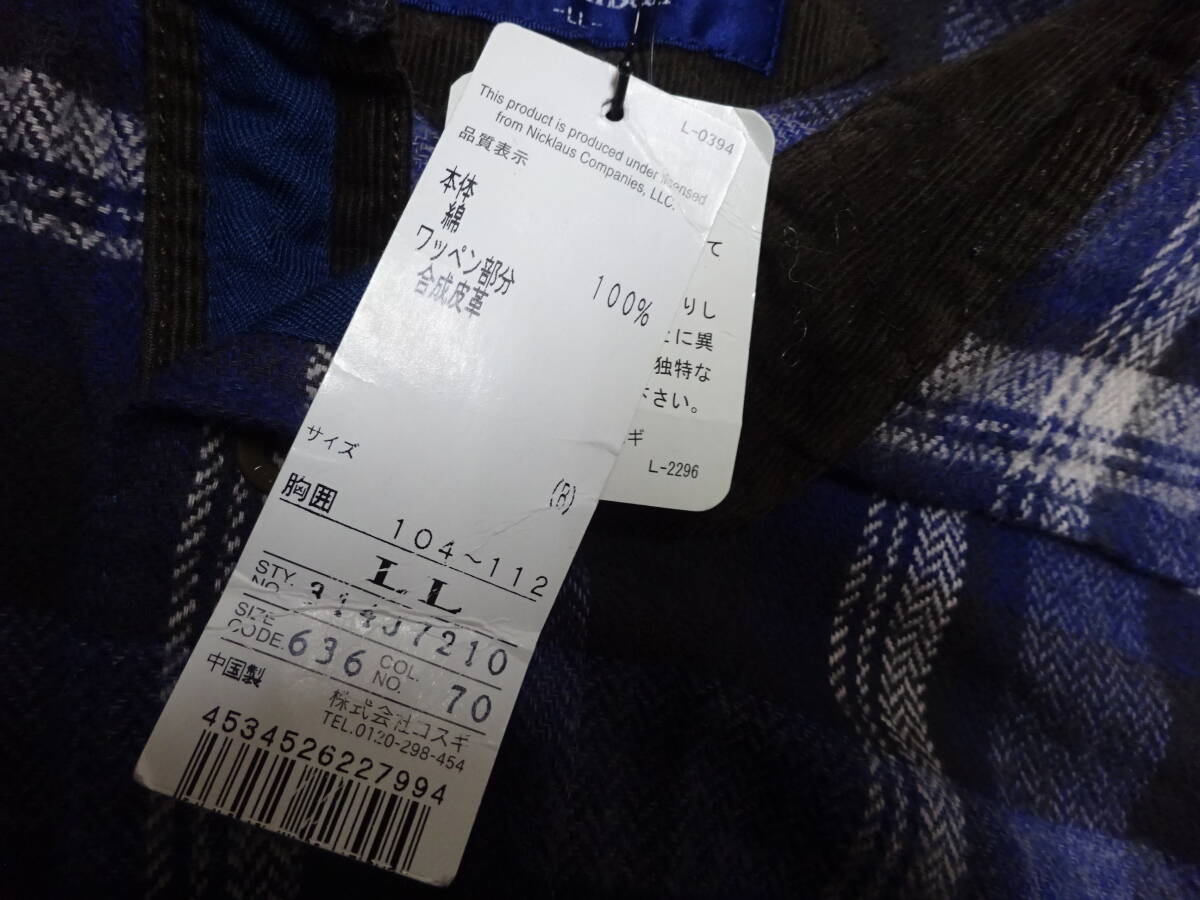 -LL-
L-0394
This product is produced under licensed
from Nicklaus Companies, LLC.
品質表示
本体
綿 100%
ワッペン部分
合成皮革
サイズ
(B)
胸囲 104~112
LL
STY. NO. 31457210
SIZE CODE. 636 COL. NO. 70
中国製 株式会社コスギ
TEL.0120-298-454
4534526227994
て
りし
に異
独特な
さい。
ギ
L-2296